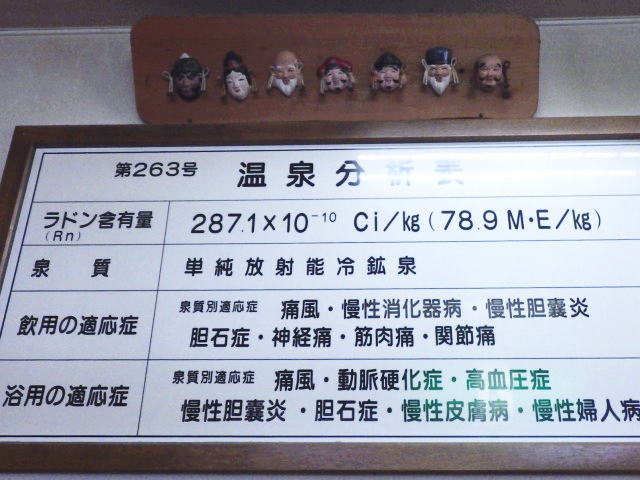 第263号 温泉分析表
ラドン含有量 287.1×10⁻¹⁰ Ci/kg(78.9 M・E/kg)
(Rn)
泉質 単純放射能冷鉱泉
泉質別適応症 痛風・慢性消化器病・慢性胆嚢炎
飲用の適応症
胆石症・神経痛・筋肉痛・関節痛
泉質別適応症 痛風・動脈硬化症・高血圧症
浴用の適応症
慢性胆嚢炎・胆石症・慢性皮膚病・慢性婦人病